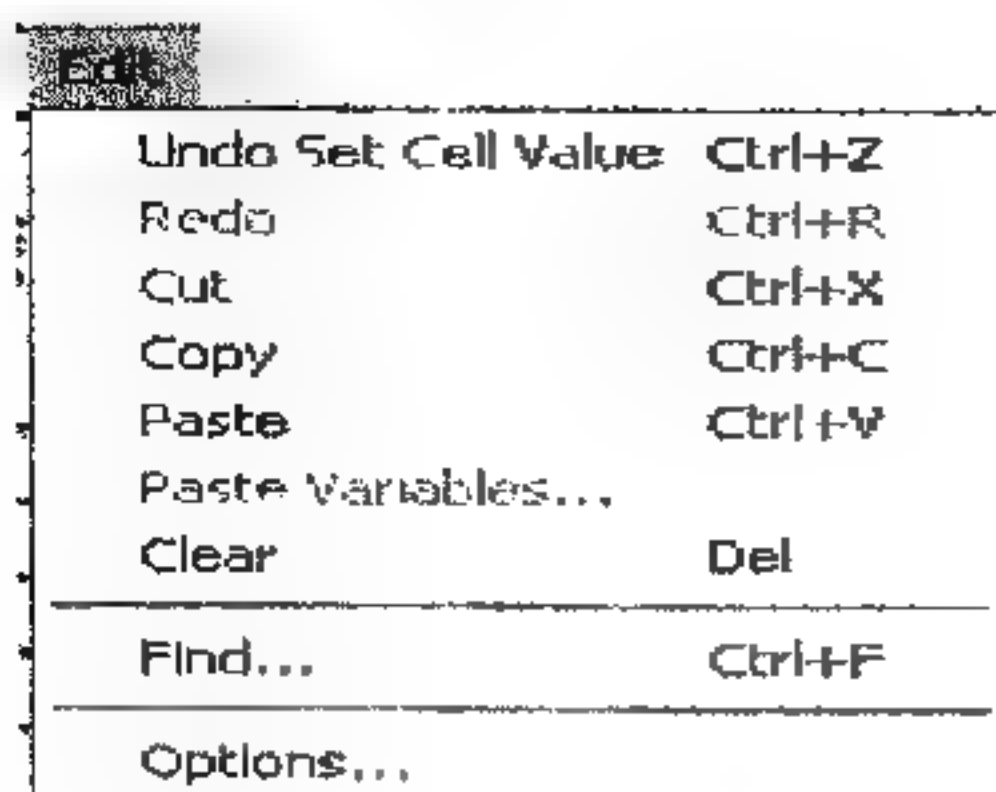 Edit
Undo Set Cell Value Ctrl+Z
Redo Ctrl+R
Cut Ctrl+X
Copy Ctrl+C
Paste Ctrl+V
Paste Variables...
Clear Del
Find... Ctrl+F
Options...